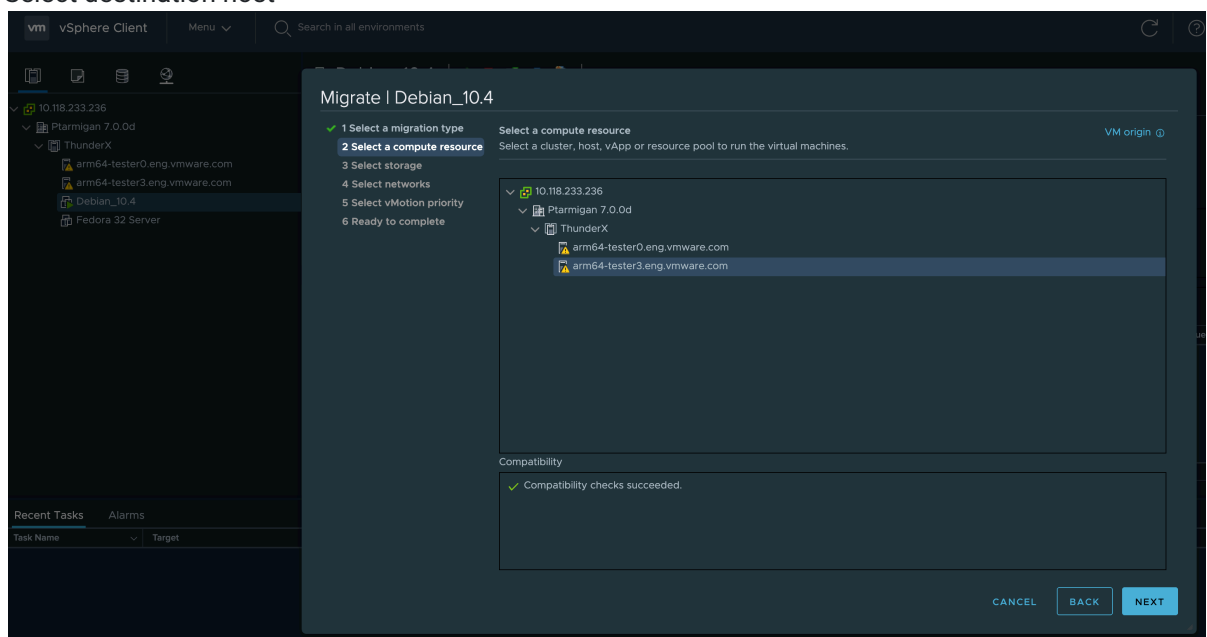 Select destination host
vm vSphere Client Menu Search in all environments
10.118.233.236
Ptarmigan 7.0.0d
ThunderX
arm64-tester0.eng.vmware.com
arm64-tester3.eng.vmware.com
Debian_10.4
Fedora 32 Server
Migrate | Debian_10.4
1 Select a migration type
2 Select a compute resource
3 Select storage
4 Select networks
5 Select vMotion priority
6 Ready to complete
Select a compute resource
VM origin
Select a cluster, host, vApp or resource pool to run the virtual machines.
10.118.233.236
Ptarmigan 7.0.0d
ThunderX
arm64-tester0.eng.vmware.com
arm64-tester3.eng.vmware.com
Compatibility
Compatibility checks succeeded.
CANCEL BACK NEXT
Recent Tasks Alarms
Task Name Target